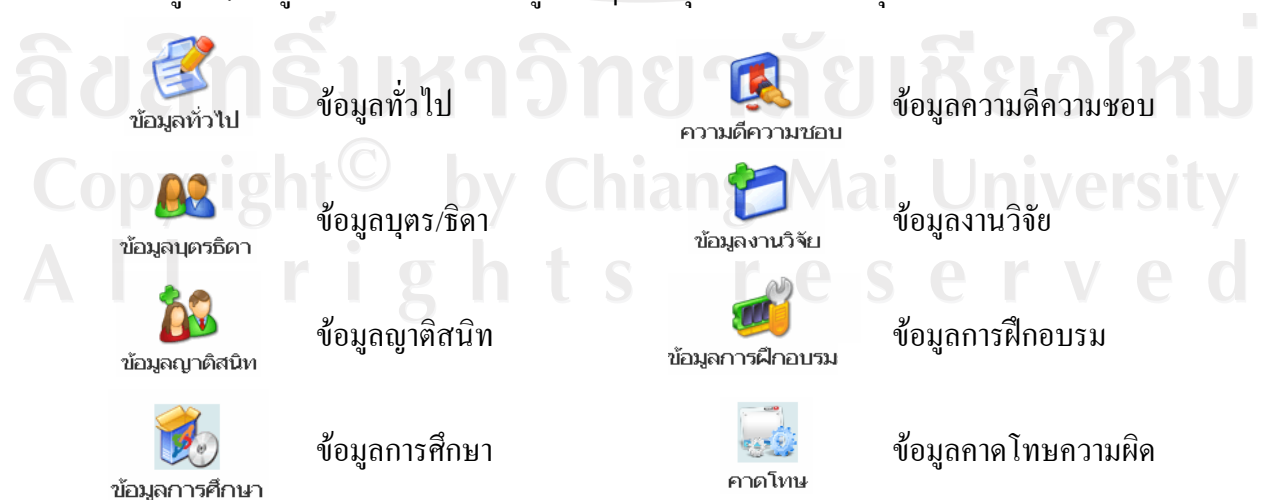 ข้อมูลทั่วไป
ข้อมูลทั่วไป
ความดีความชอบ
ข้อมูลความดีความชอบ
ข้อมูลบุตรธิดา
ข้อมูลบุตร/ธิดา
ข้อมูลงานวิจัย
ข้อมูลงานวิจัย
ข้อมูลญาติสนิท
ข้อมูลญาติสนิท
ข้อมูลการฝึกอบรม
ข้อมูลการฝึกอบรม
ข้อมูลการศึกษา
ข้อมูลการศึกษา
คาดโทษ
ข้อมูลคาดโทษความผิด
ลิขสิทธิ์มหาวิทยาลัยเชียงใหม่
Copyright© by Chiang Mai University
All rights reserved